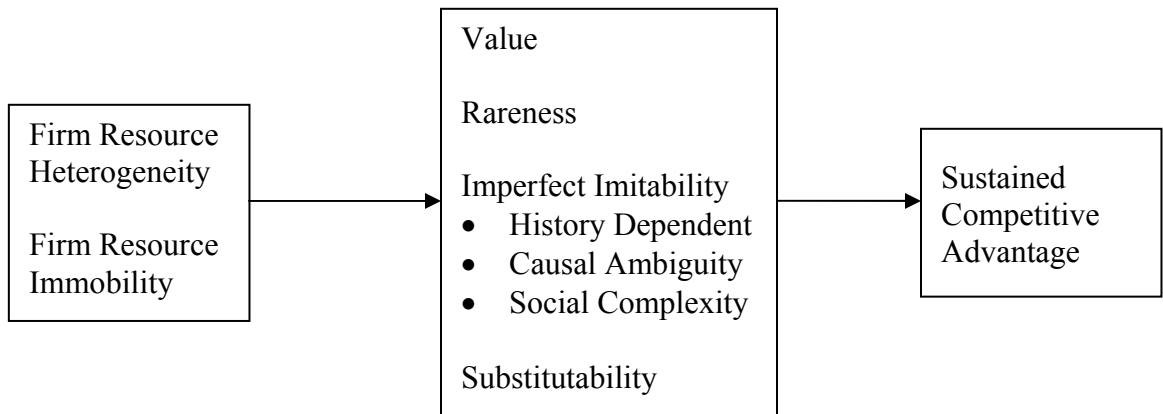 Firm Resource
Heterogeneity
Firm Resource
Immobility
Value
Rareness
Imperfect Imitability
• History Dependent
• Causal Ambiguity
• Social Complexity
Substitutability
Sustained
Competitive
Advantage